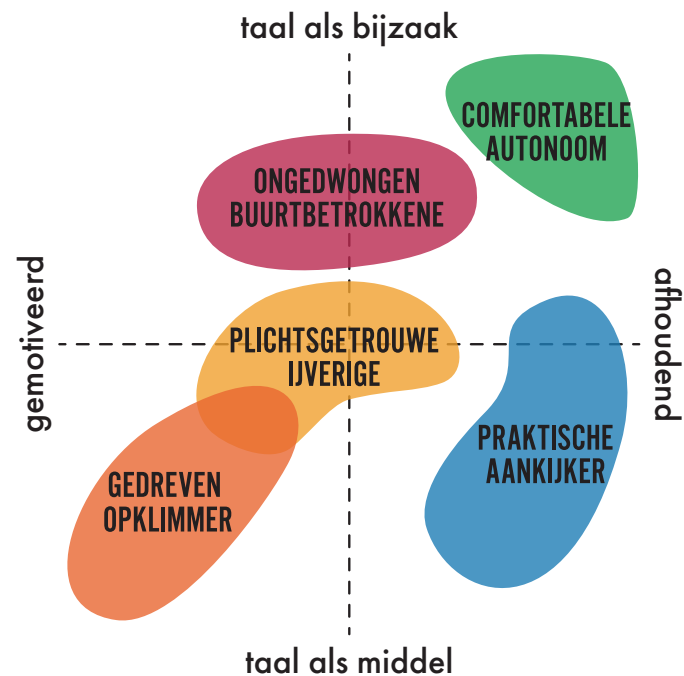 taal als bijzaak
COMFORTABELE
AUTONOOM
ONGEDWONGEN
BUURTBETROKKENE
gemotiveerd
afhoudend
PLICHTSGETROUWE
IJVERIGE
PRAKTISCHE
AANKIJKER
GEDREVEN
OPKLIMMER
taal als middel